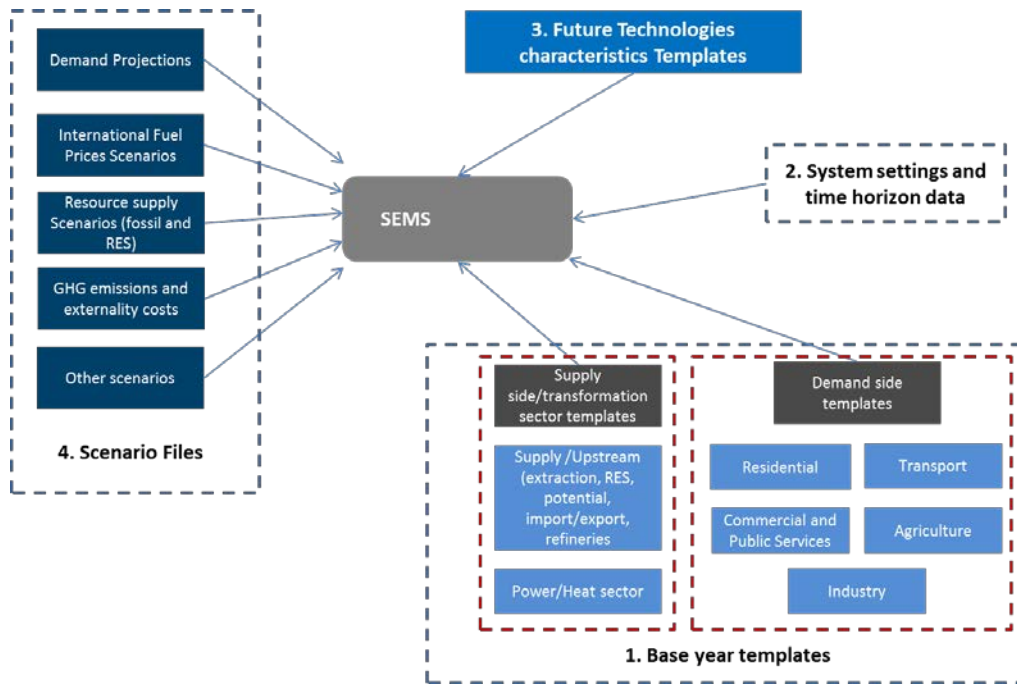 Demand Projections
International Fuel
Prices Scenarios
Resource supply
Scenarios (fossil and
RES)
GHG emissions and
externality costs
Other scenarios
4. Scenario Files
3. Future Technologies
characteristics Templates
SEMS
2. System settings and
time horizon data
Supply
side/transformation
sector templates
Supply /Upstream
(extraction, RES,
potential,
import/export,
refineries
Power/Heat sector
Demand side
templates
Residential
Transport
Commercial and
Public Services
Agriculture
Industry
1. Base year templates